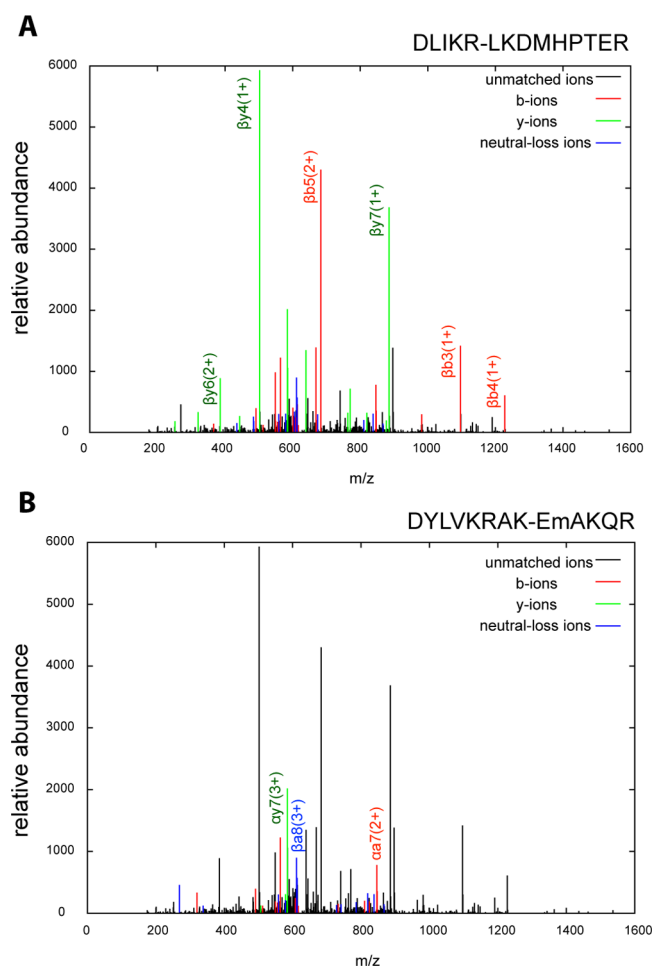 A
DLIKR-LKDMHPTER
6000
5000
4000
3000
2000
1000
0
relative abundance
unmatched ions
b-ions
y-ions
neutral-loss ions
βy4(1+)
βb5(2+)
βy7(1+)
βy6(2+)
βb3(1+)
βb4(1+)
0 200 400 600 800 1000 1200 1400 1600
m/z
B
DYLVKRAK-EmAKQR
6000
5000
4000
3000
2000
1000
0
relative abundance
unmatched ions
b-ions
y-ions
neutral-loss ions
αy7(3+)
βa8(3+)
αa7(2+)
0 200 400 600 800 1000 1200 1400 1600
m/z